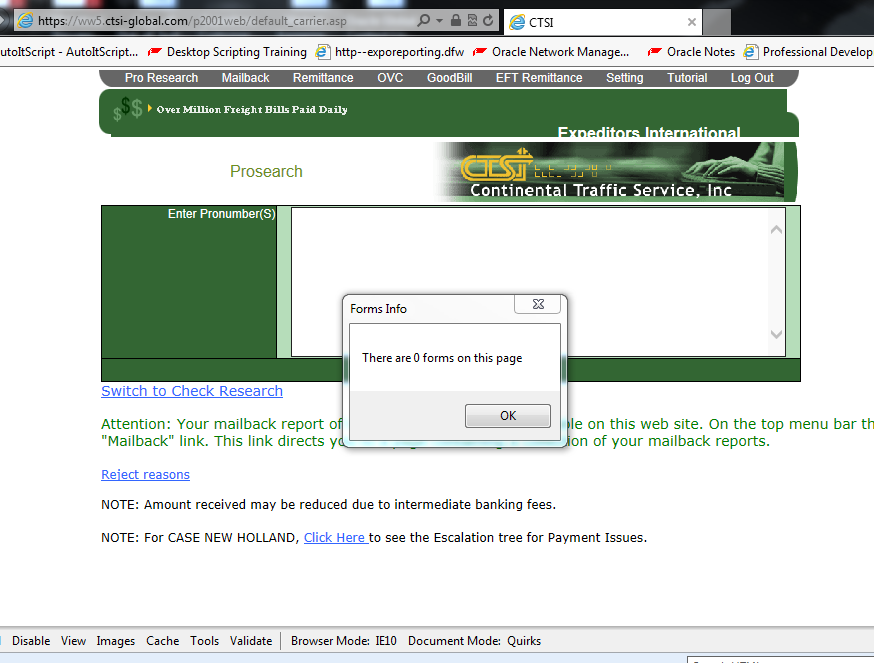 https://ww5.ctsi-global.com/p2001web/default_carrier.asp
CTSI
utoItScript - AutoItScript... Desktop Scripting Training http--exporeporting.dfw Oracle Network Manage... Oracle Notes Professional Develop
Pro Research Mailback Remittance OVC GoodBill EFT Remittance Setting Tutorial Log Out
$$$ Over Million Freight Bills Paid Daily
Expeditors International
Prosearch
CTSI
Continental Traffic Service, Inc
Enter Pronumber(S)
Forms Info
There are 0 forms on this page
OK
Switch to Check Research
Attention: Your mailback report of ble on this web site. On the top menu bar th
"Mailback" link. This link directs y ion of your mailback reports.
Reject reasons
NOTE: Amount received may be reduced due to intermediate banking fees.
NOTE: For CASE NEW HOLLAND, Click Here to see the Escalation tree for Payment Issues.
Disable View Images Cache Tools Validate Browser Mode: IE10 Document Mode: Quirks